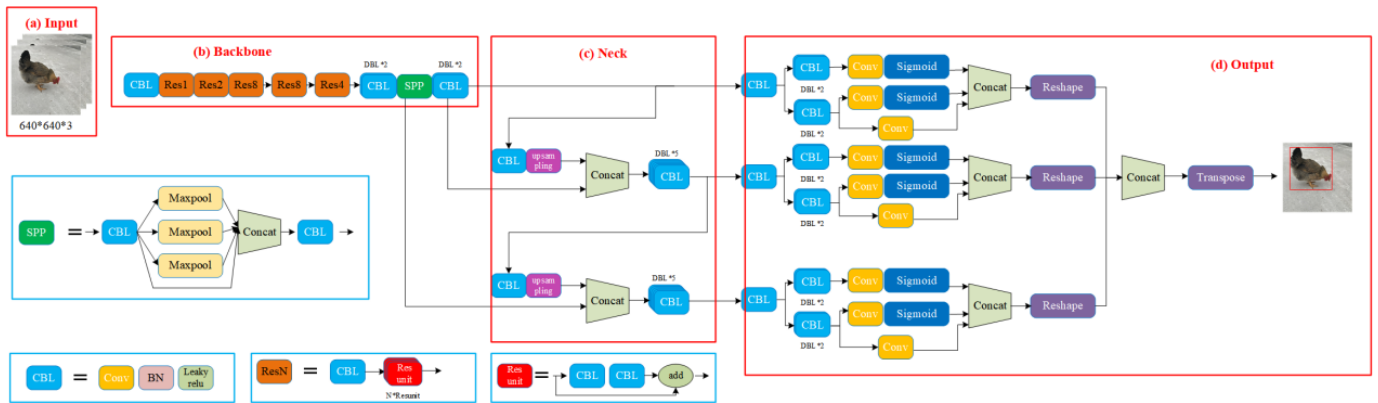 (a) Input
640*640*3
(b) Backbone
DBL *2
DBL *2
CBL Res1 Res2 Res8 Res8 Res4 CBL SPP CBL
(c) Neck
CBL
upsam
pling
Concat
DBL *5
CBL
CBL
upsam
pling
Concat
DBL *5
CBL
(d) Output
CBL
CBL
DBL *2
CBL
DBL *2
Conv Sigmoid
Conv Sigmoid
Conv
Concat
Reshape
CBL
CBL
DBL *2
CBL
DBL *2
Conv Sigmoid
Conv Sigmoid
Conv
Concat
Reshape
CBL
CBL
DBL *2
CBL
DBL *2
Conv Sigmoid
Conv Sigmoid
Conv
Concat
Reshape
Concat
Transpose
SPP = CBL
Maxpool
Maxpool
Maxpool
Concat
CBL
CBL = Conv BN Leaky
relu
ResN = CBL Res
unit
N*Resunit
Res
unit
= CBL CBL add